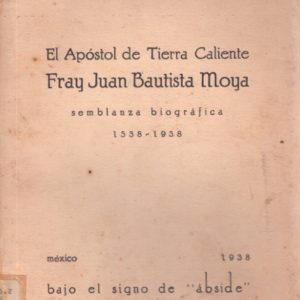 El Apóstol de Tierra Caliente
Fray Juan Bautista Moya
semblanza biográfica
1538-1938
méxico 1938
bajo el signo de "ábside"